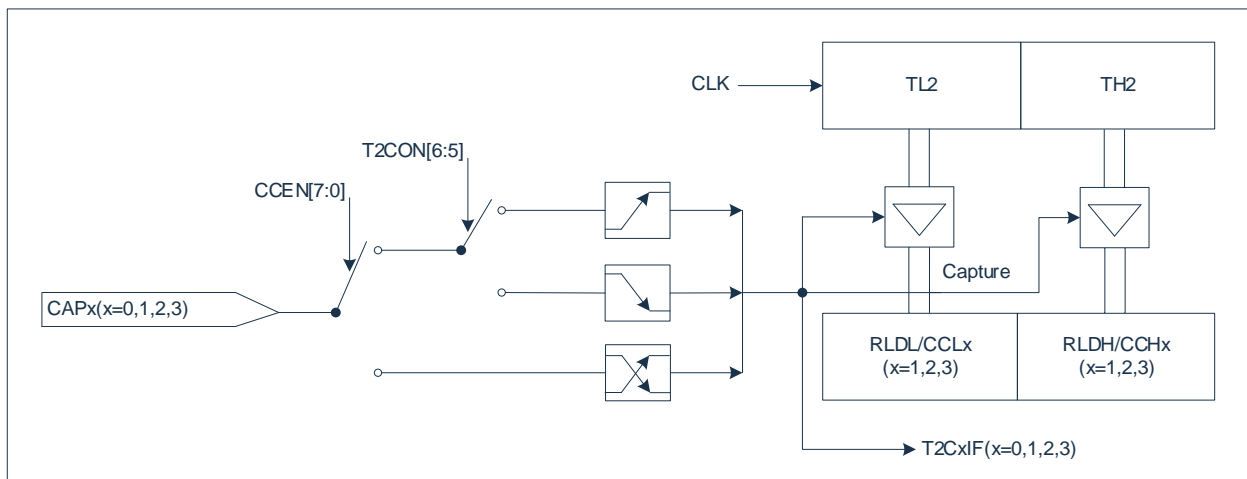 CLK
TL2
TH2
T2CON[6:5]
CCEN[7:0]
Capture
CAPx(x=0,1,2,3)
RLDL/CCLx
(x=1,2,3)
RLDH/CCHx
(x=1,2,3)
T2CxIF(x=0,1,2,3)